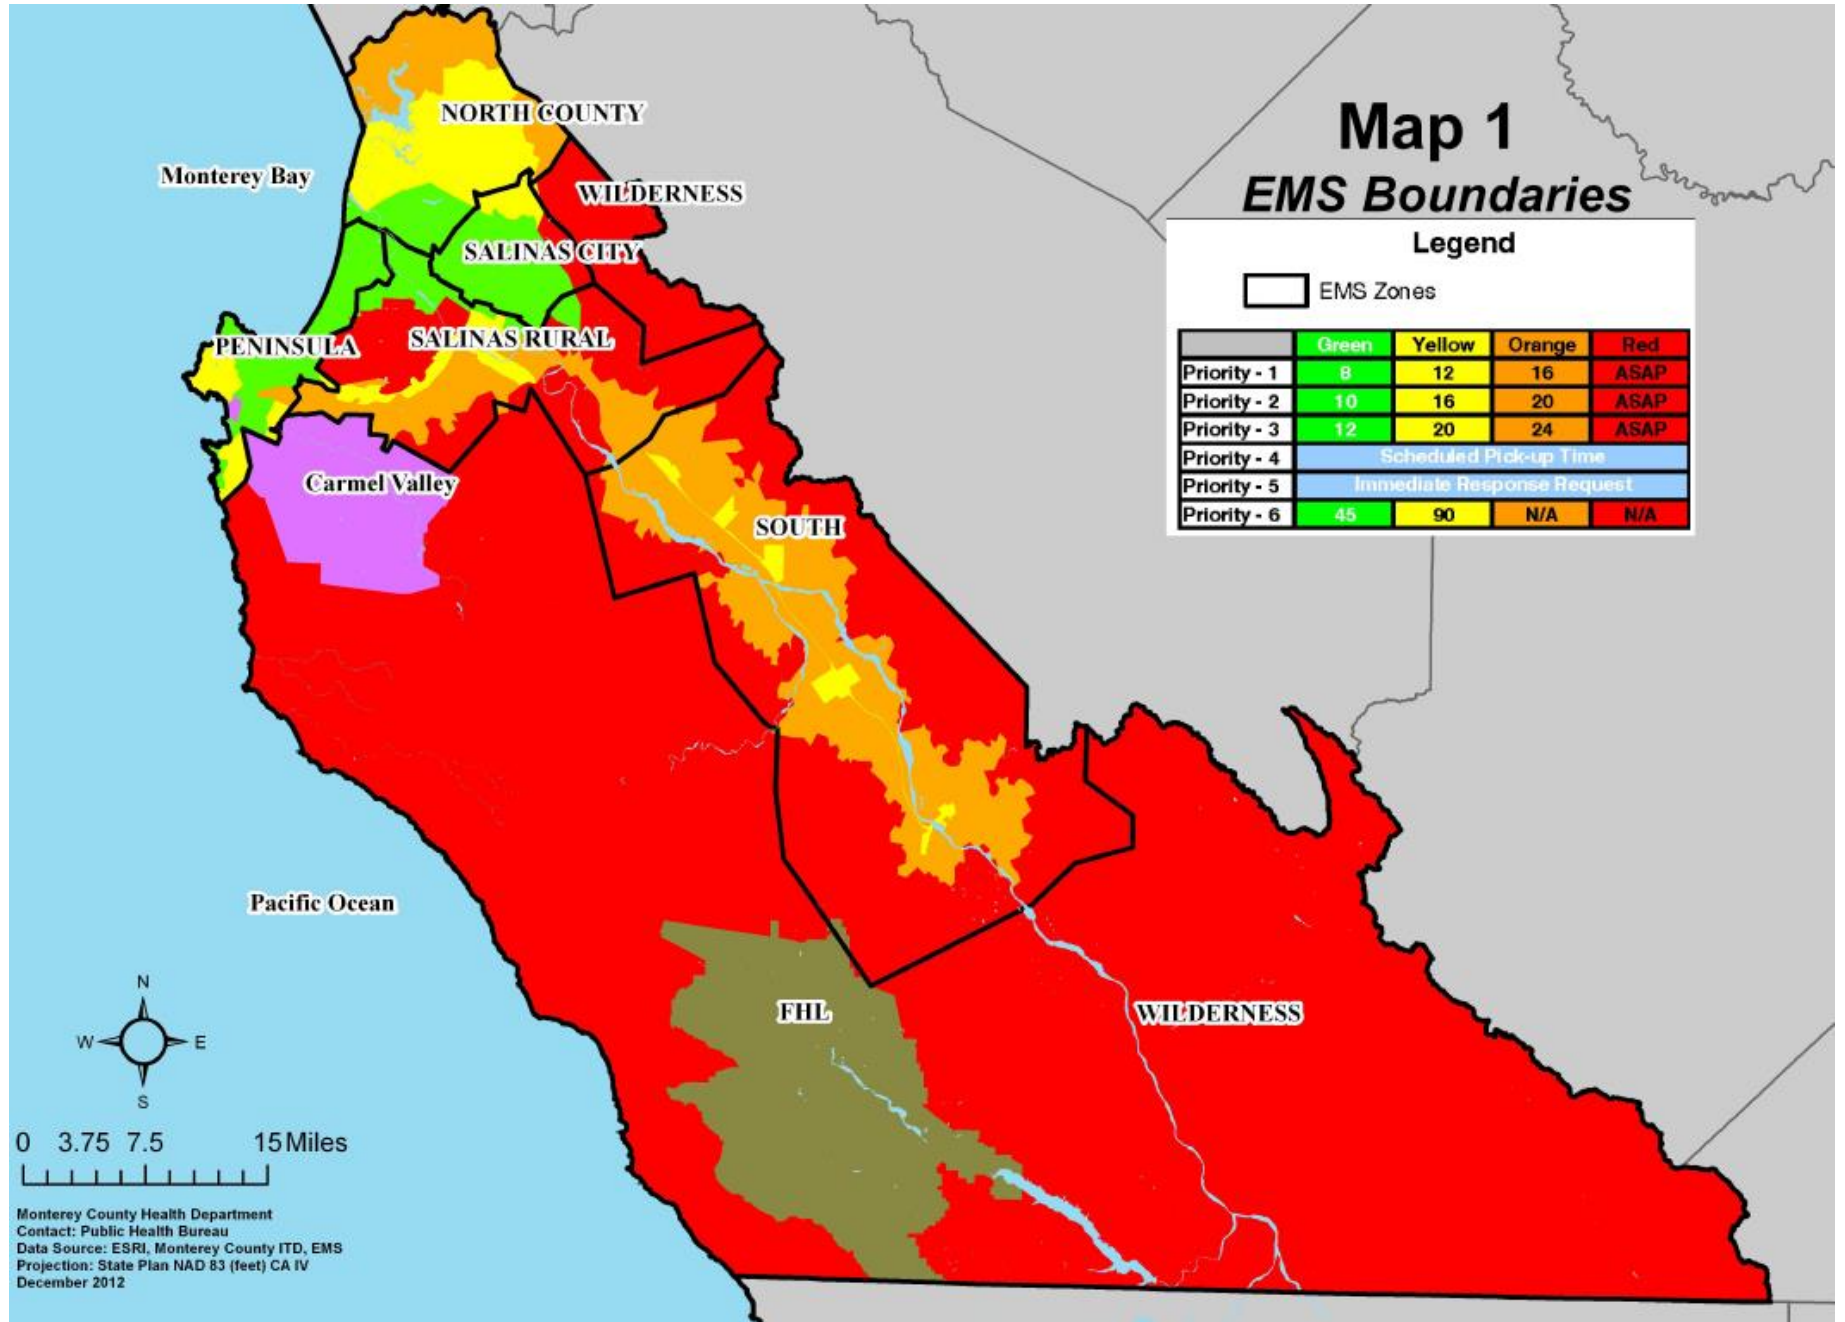 Map 1
EMS Boundaries
Legend
EMS Zones
Green Yellow Orange Red
Priority - 1 8 12 16 ASAP
Priority - 2 10 16 20 ASAP
Priority - 3 12 20 24 ASAP
Priority - 4 Scheduled Pick-up Time
Priority - 5 Immediate Response Request
Priority - 6 45 90 N/A N/A
NORTH COUNTY
Monterey Bay
WILDERNESS
SALINAS CITY
PENINSULA
SALINAS RURAL
Carmel Valley
SOUTH
Pacific Ocean
FHL
WILDERNESS
N
W E
S
0 3.75 7.5 15 Miles
Monterey County Health Department
Contact: Public Health Bureau
Data Source: ESRI, Monterey County ITD, EMS
Projection: State Plan NAD 83 (feet) CA IV
December 2012